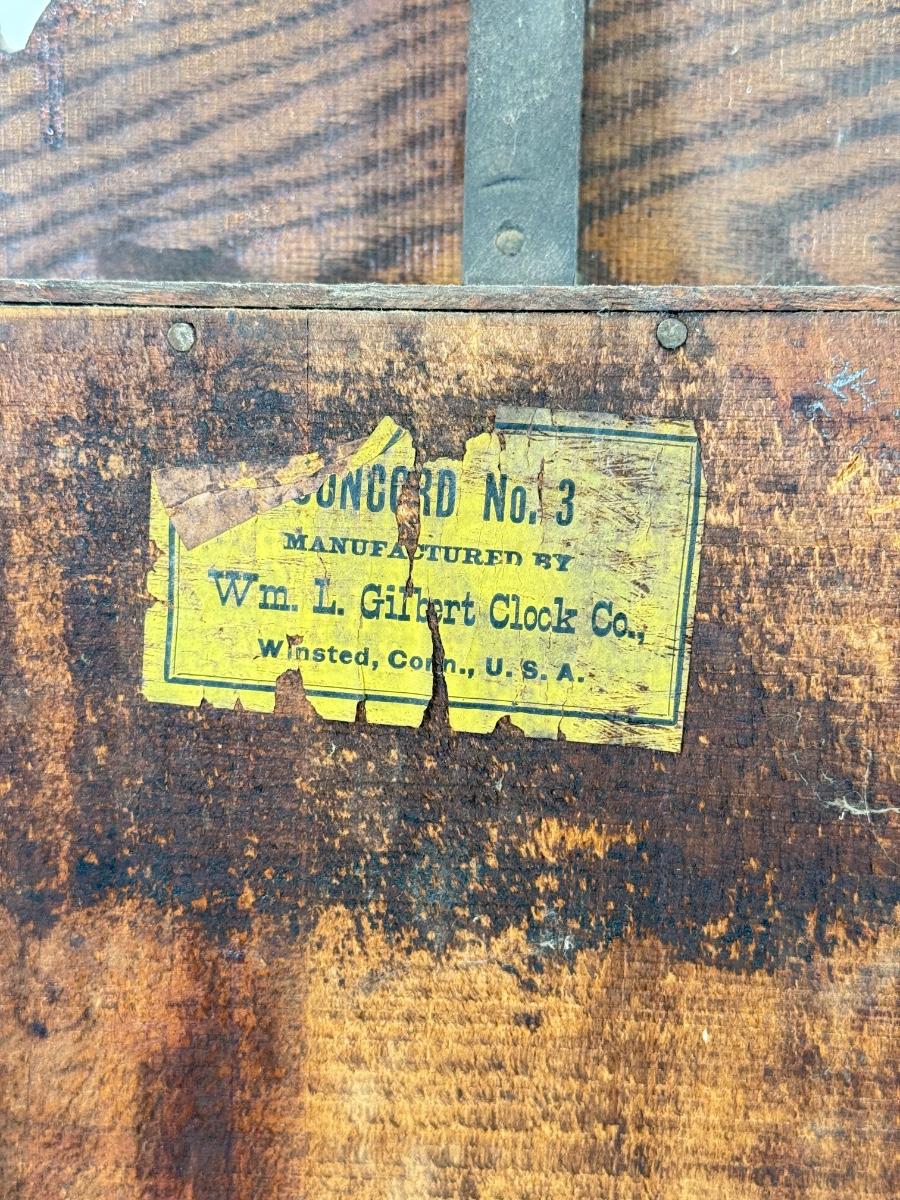 CONCORD No. 3
MANUFACTURED BY
Wm. L. Gilbert Clock Co.,
Winsted, Conn., U. S. A.